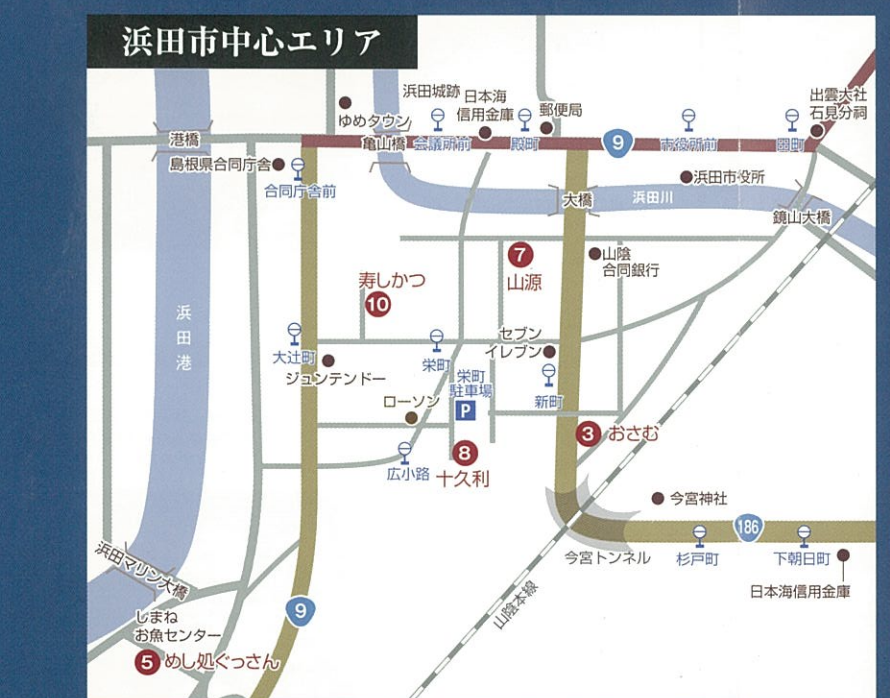 浜田市中心エリア
浜田城跡
日本海
信用金庫
郵便局
出雲大社
石見分祠
ゆめタウン
港橋
亀山橋
会議所前
殿町
9
市役所前
田町
島根県合同庁舎
合同庁舎前
浜田市役所
大橋
浜田川
鏡山大橋
7
山源
山陰
合同銀行
寿しかつ
10
浜田港
大辻町
ジュンテンドー
栄町
セブン
イレブン
栄町
駐車場
P
新町
ローソン
3 おさむ
広小路
8
十久利
今宮神社
186
今宮トンネル
杉戸町
下朝日町
日本海信用金庫
浜田マリン大橋
山陰本線
9
しまね
お魚センター
5 めし処ぐっさん